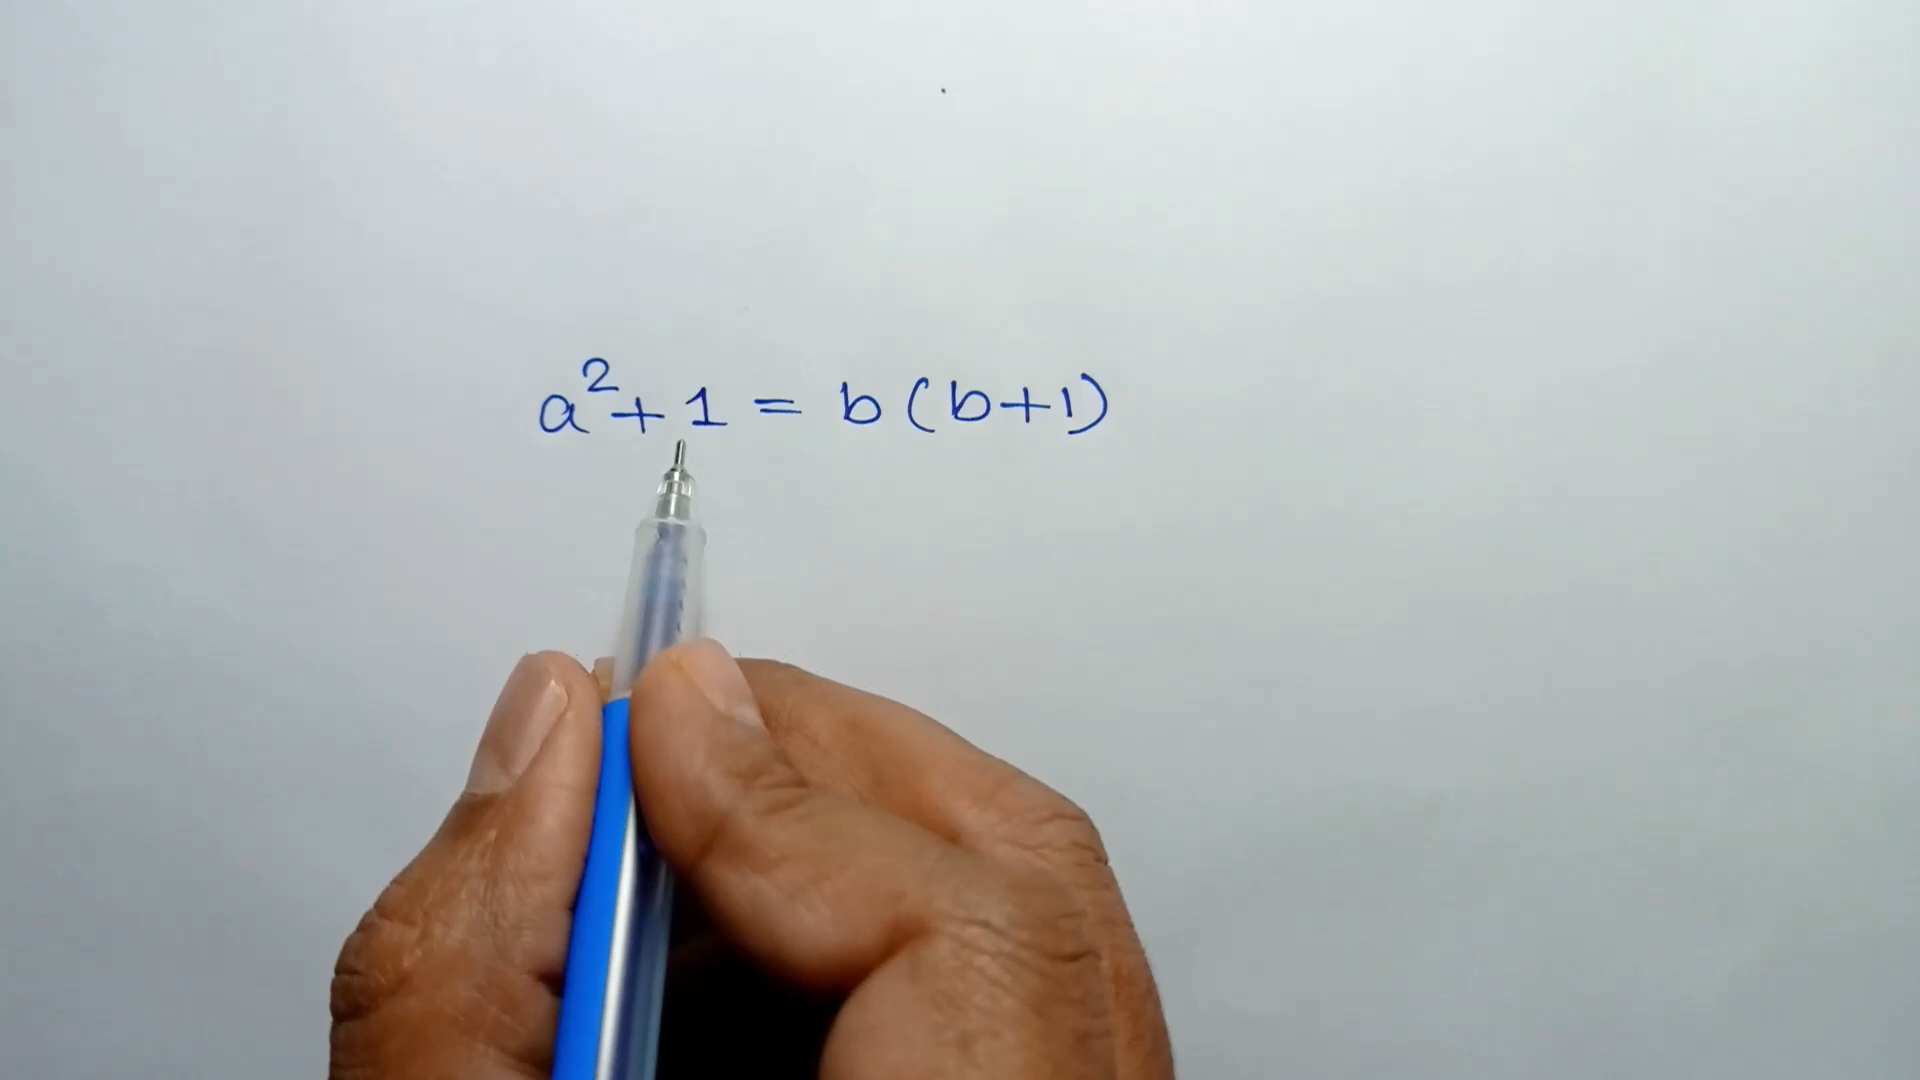 a²+1 = b(b+1)